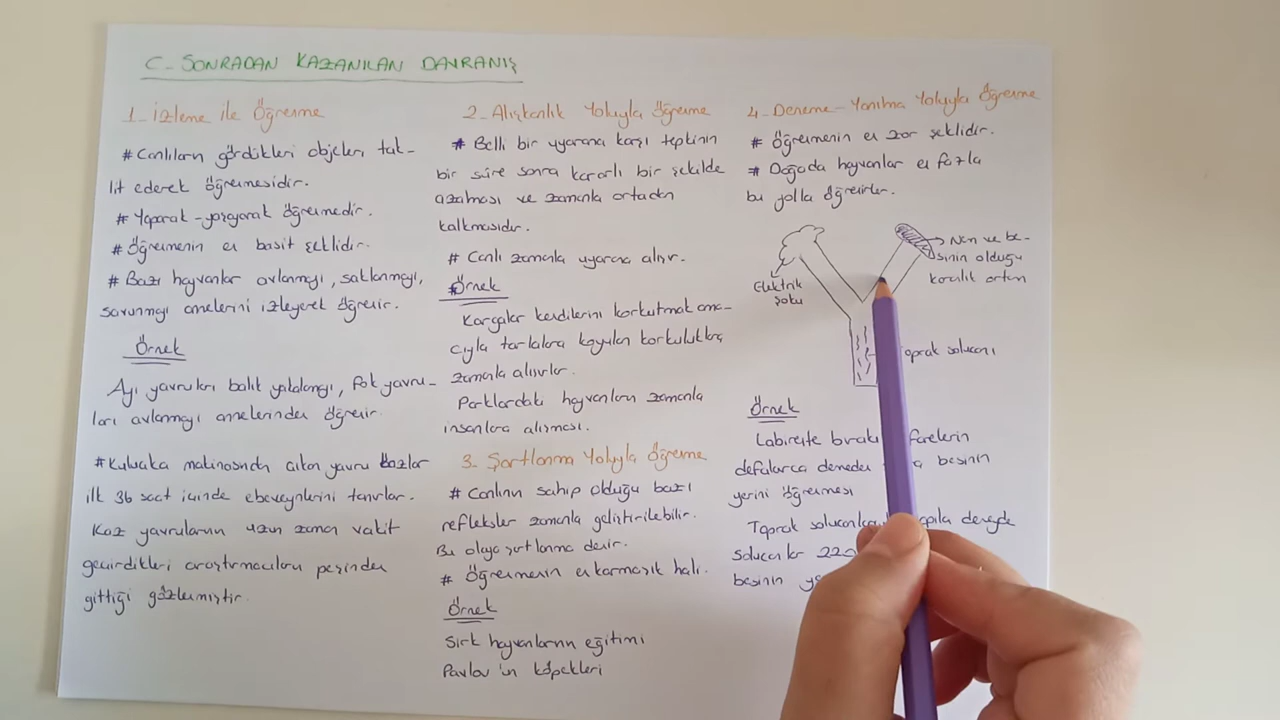 C- SONRADAN KAZANILAN DAVRANIŞ
1- İzleme ile Öğrenme
# Canlıların gördükleri objeleri tak-
lit ederek öğrenmesidir.
# Yaparak-yaşayarak öğrenmedir.
# Öğrenmenin en basit şeklidir.
# Bazı hayvanlar avlanmayı, saklanmayı,
savunmayı annelerini izleyerek öğrenir.
Örnek
Ayı yavruları balık yakalamayı, fok yavru-
ları avlanmayı annelerinden öğrenir.
# Kuluçka makinasından çıkan yavru kazlar
ilk 36 saat içinde ebeveynlerini tanırlar.
Kaz yavrularının uzun zaman vakit
geçirdikleri araştırmacıların peşinden
gittiği gözlenmiştir.
2- Alışkanlık Yoluyla Öğrenme
# Belli bir uyarana karşı tepkinin
bir süre sonra kararlı bir şekilde
azalması ve zamanla ortadan
kalkmasıdır.
# Canlı zamanla uyarana alışır.
Örnek
Kargalar kendilerini korkutmak ama-
cıyla tarlalara koyulan korkuluklara
zamanla alışırlar.
Parklardaki hayvanların zamanla
insanlara alışması.
3- Şartlanma Yoluyla Öğrenme
# Canlının sahip olduğu bazı
refleksler zamanla geliştirilebilir.
Bu olaya şartlanma denir.
# Öğrenmenin en karmaşık hali.
Örnek
Sirk hayvanlarının eğitimi
Pavlov'un köpekleri
4- Deneme-Yanılma Yoluyla Öğrenme
# Öğrenmenin en zor şeklidir.
# Doğada hayvanlar en fazla
bu yolla öğrenirler.
Elektrik
şoku
Nem ve be-
sinin olduğu
karanlık ortam
Toprak solucanı
Örnek
Labirente bırakı farelerin
defalarca denedi besinin
yerini öğrenmesi
Toprak yapıla deneyde
solucanlar 220
besinin